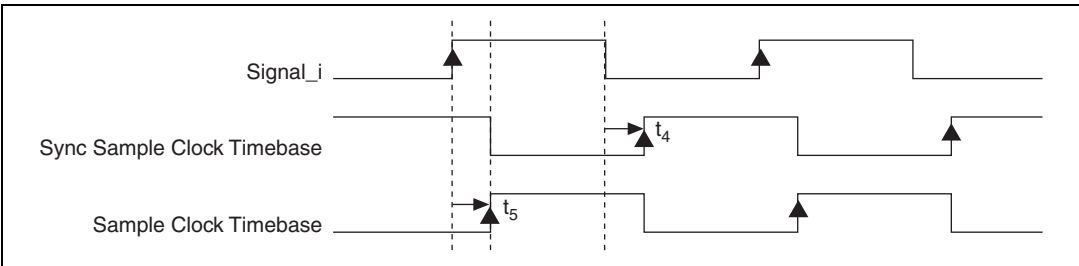 Signal_i
t4
Sync Sample Clock Timebase
t5
Sample Clock Timebase